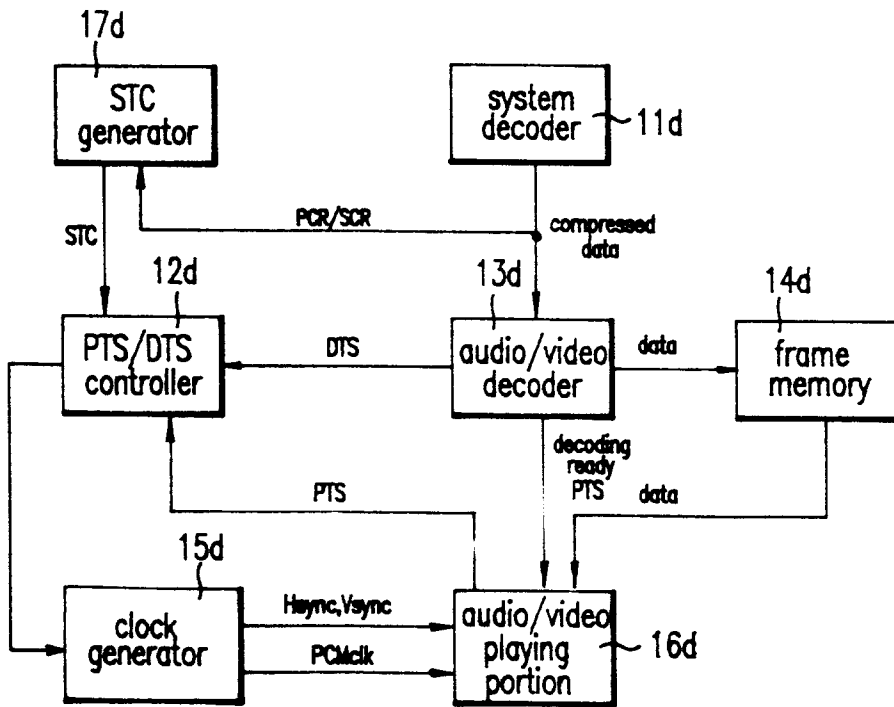 17d
STC
generator
system
decoder
11d
PCR/SCR
compressed
data
STC
12d
13d
14d
PTS/DTS
controller
DTS
audio/video
decoder
data
frame
memory
decoding
ready
PTS
PTS
data
15d
clock
generator
Hsync,Vsync
PCMclk
audio/video
playing
portion
16d